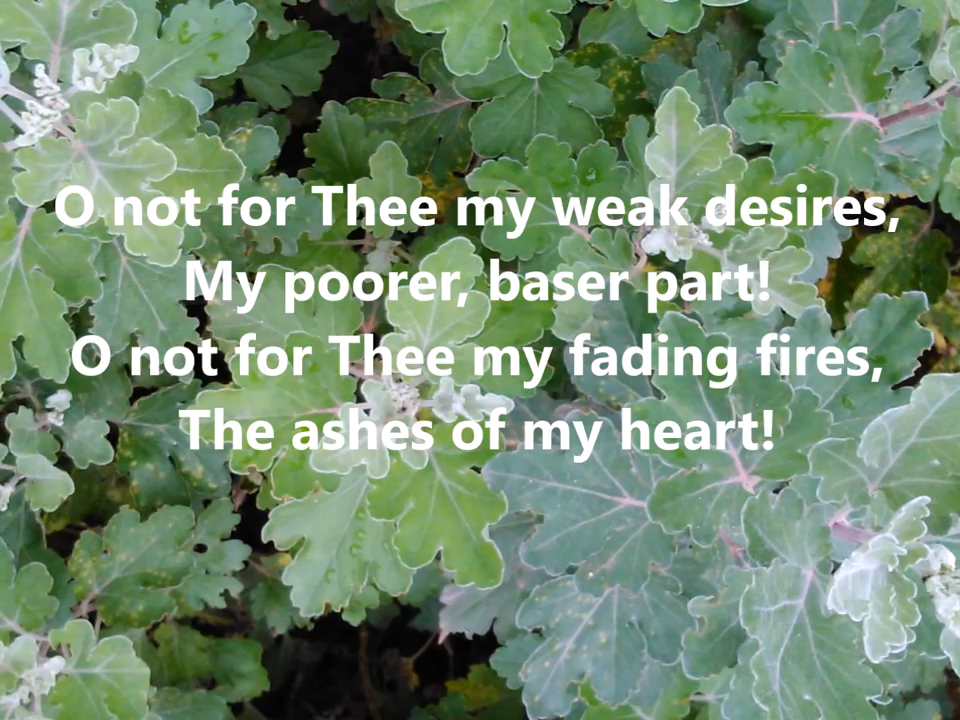 O not for Thee my weak desires,
My poorer, baser part!
O not for Thee my fading fires,
The ashes of my heart!